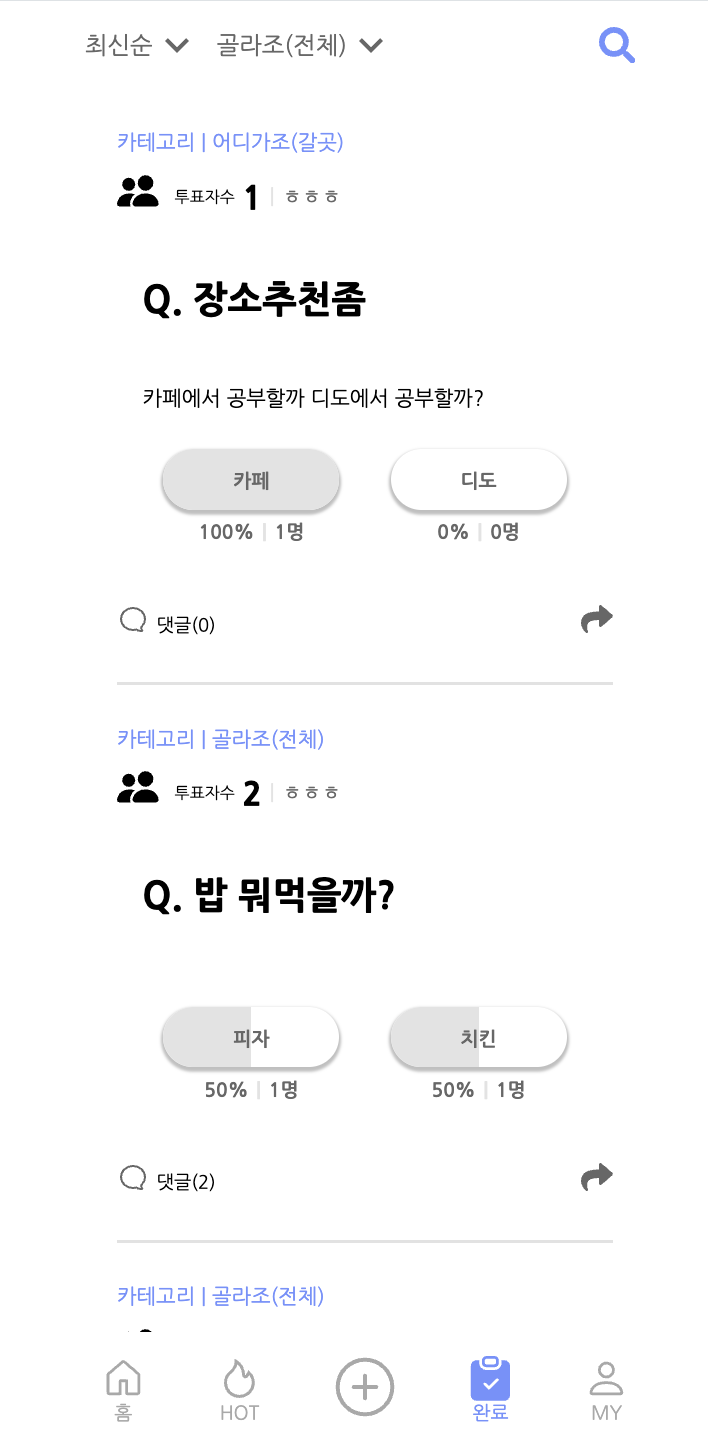 최신순 골라조(전체)
카테고리 | 어디가조(갈곳)
투표자수 1 | ㅎㅎㅎ
Q. 장소추천좀
카페에서 공부할까 디도에서 공부할까?
카페 디도
100% | 1명 0% | 0명
댓글(0)
카테고리 | 골라조(전체)
투표자수 2 | ㅎㅎㅎ
Q. 밥 뭐먹을까?
피자 치킨
50% | 1명 50% | 1명
댓글(2)
카테고리 | 골라조(전체)
홈 HOT 완료 MY